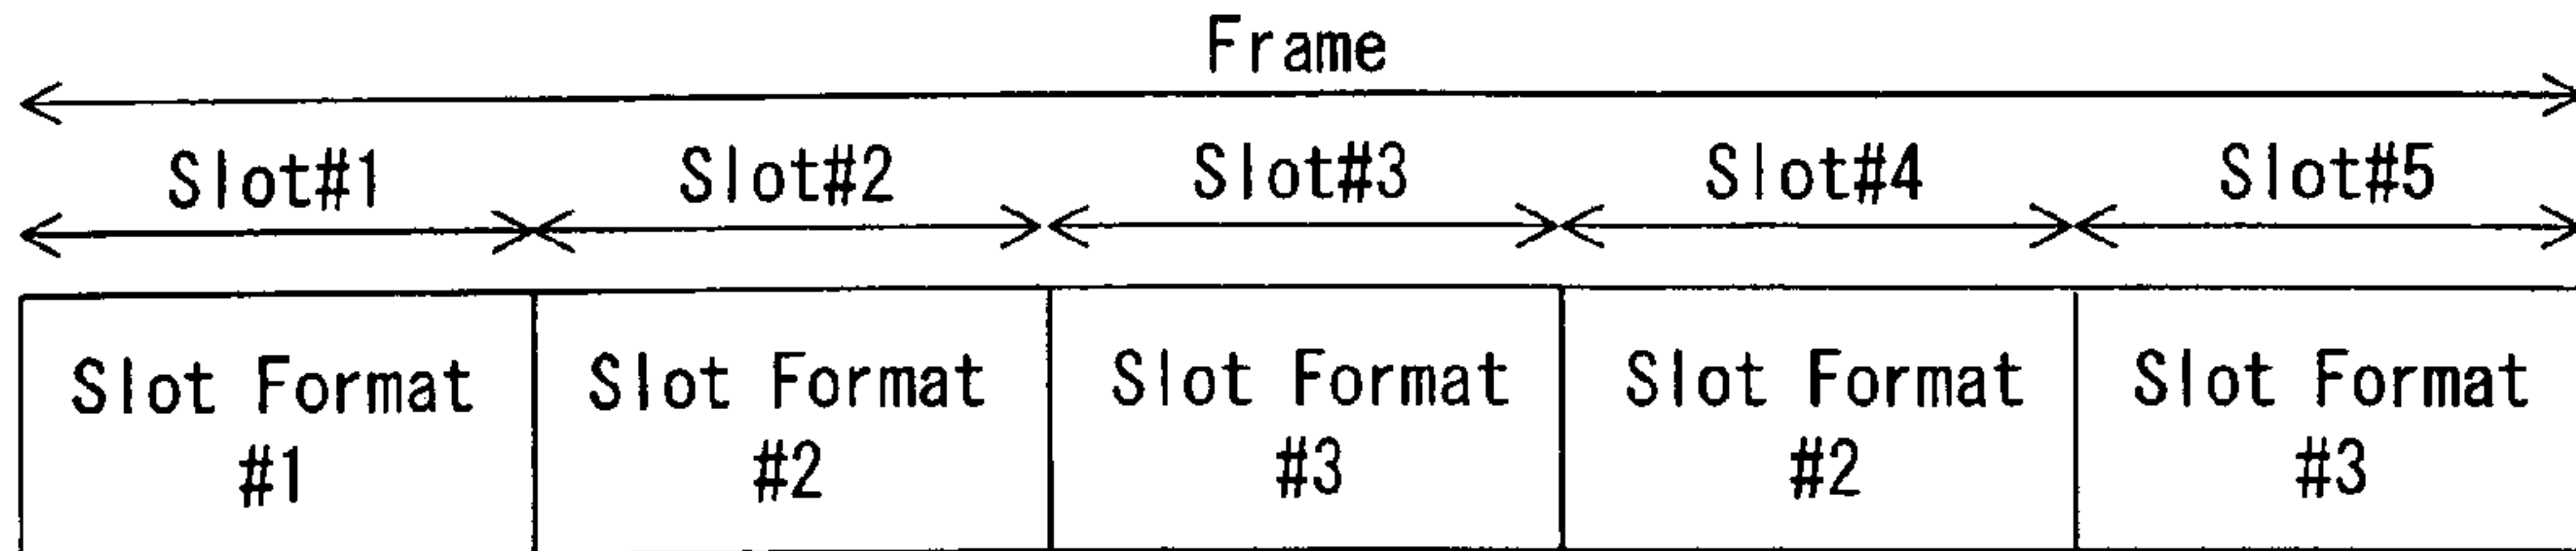 Frame
Slot#1 Slot#2 Slot#3 Slot#4 Slot#5
Slot Format Slot Format Slot Format Slot Format Slot Format
#1 #2 #3 #2 #3